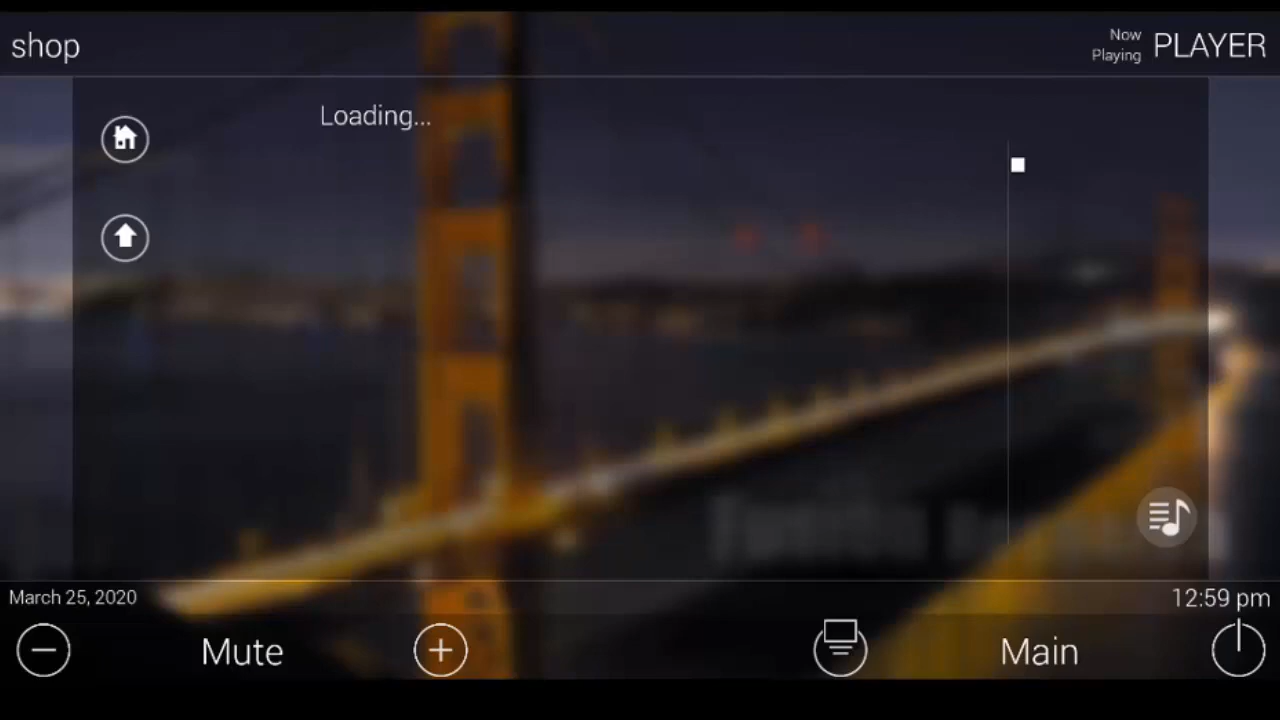 shop
Now
Playing
PLAYER
Loading...
March 25, 2020
12:59 pm
Mute
Main